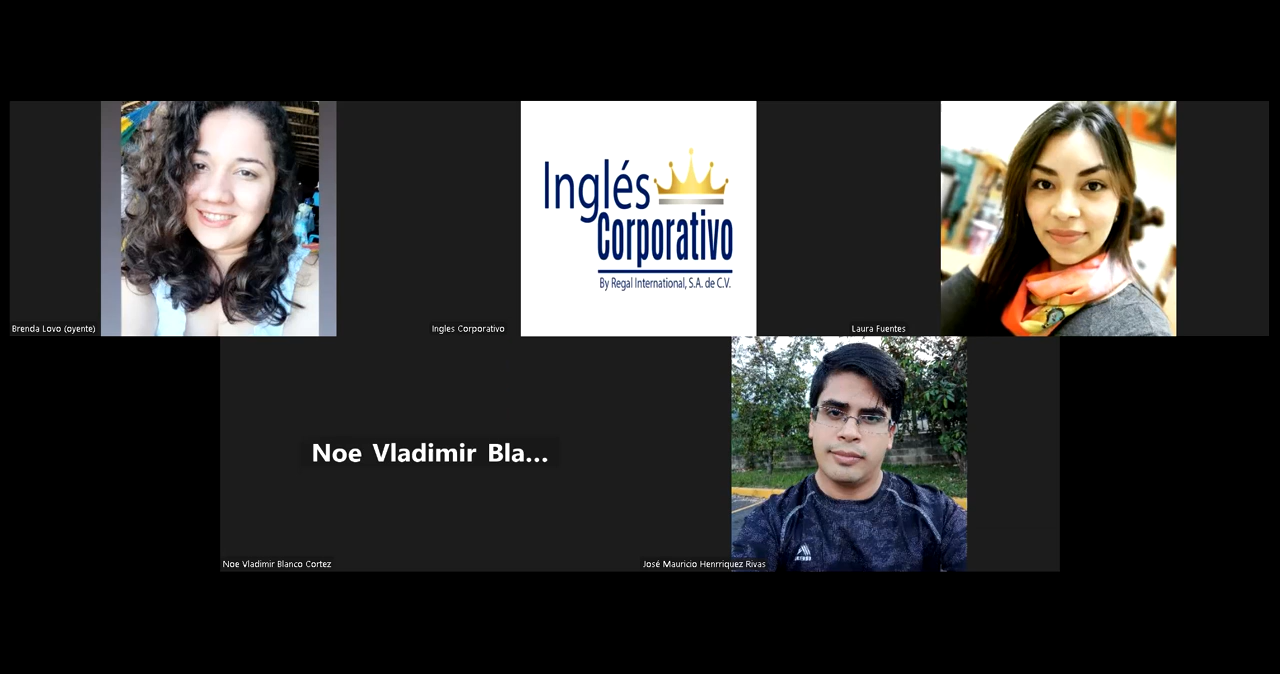 Inglés
Corporativo
By Regal International, S.A. de C.V.
Brenda Lovo (oyente)
Ingles Corporativo
Laura Fuentes
Noe Vladimir Bla...
Noe Vladimir Blanco Cortez
José Mauricio Henrriquez Rivas